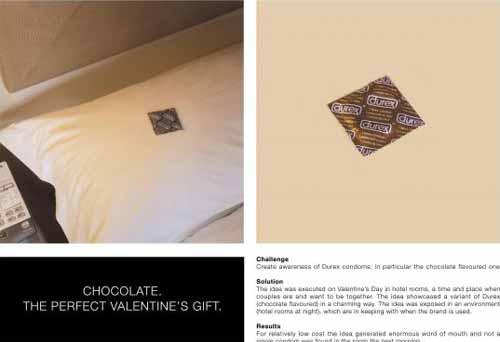 durex
durex
durex
durex
CHOCOLATE.
THE PERFECT VALENTINE'S GIFT.
Challenge
Create awareness of Durex condoms; in particular the chocolate flavoured one
Solution
The idea was executed on Valentine's Day in hotel rooms, a time and place when
couples are and want to be together. The idea showcased a variant of Durex
(chocolate flavoured) in a charming way. The idea was exposed in an environment
(hotel rooms at night), which are in keeping with when the brand is used.
Results
For relatively low cost the idea generated enormous word of mouth and not a
single condom was found in the room the next morning